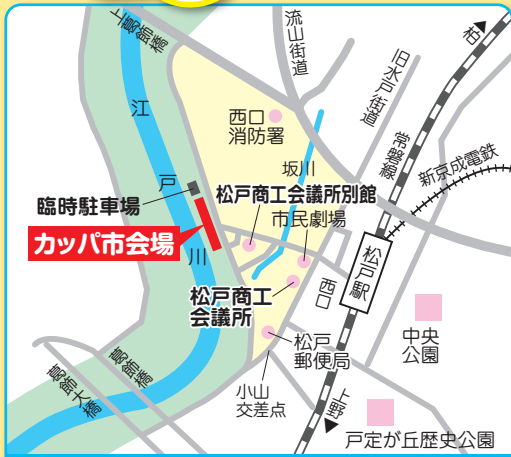 上葛飾橋
流山街道
柏
旧水戸街道
西口
消防署
江戸川
坂川
常磐線
新京成電鉄
臨時駐車場
松戸商工会議所別館
市民劇場
カッパ市会場
松戸駅
西口
松戸商工
会議所
中央
公園
松戸
郵便局
葛飾橋
葛飾大橋
小山
交差点
上野
戸定が丘歴史公園